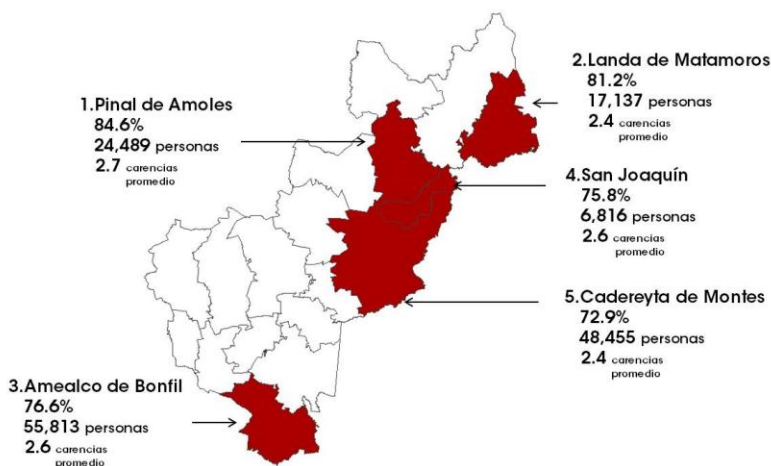 1.Pinal de Amoles
84.6%
24,489 personas
2.7 carencias
promedio
2.Landa de Matamoros
81.2%
17,137 personas
2.4 carencias
promedio
4.San Joaquín
75.8%
6,816 personas
2.6 carencias
promedio
5.Cadereyta de Montes
72.9%
48,455 personas
2.4 carencias
promedio
3.Amealco de Bonfil
76.6%
55,813 personas
2.6 carencias
promedio